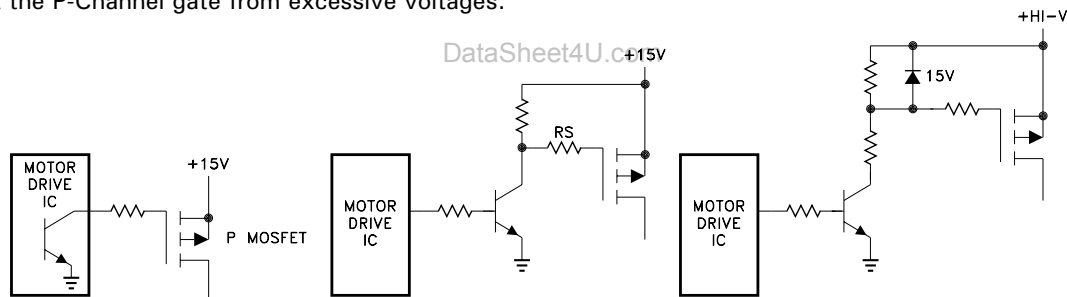 the P-Channel gate from excessive voltages.
DataSheet4U.com
+HI-V
+15V
15V
RS
MOTOR
DRIVE
IC
+15V
P MOSFET
MOTOR
DRIVE
IC
MOTOR
DRIVE
IC